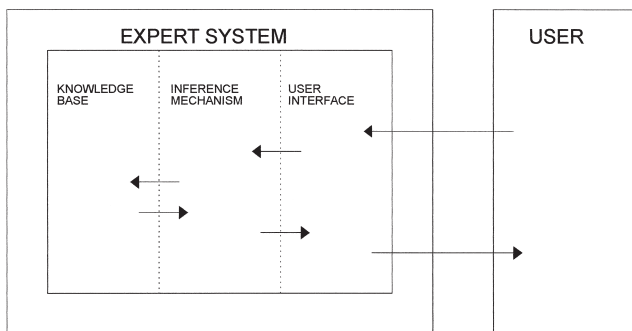 EXPERT SYSTEM
USER
KNOWLEDGE
BASE
INFERENCE
MECHANISM
USER
INTERFACE